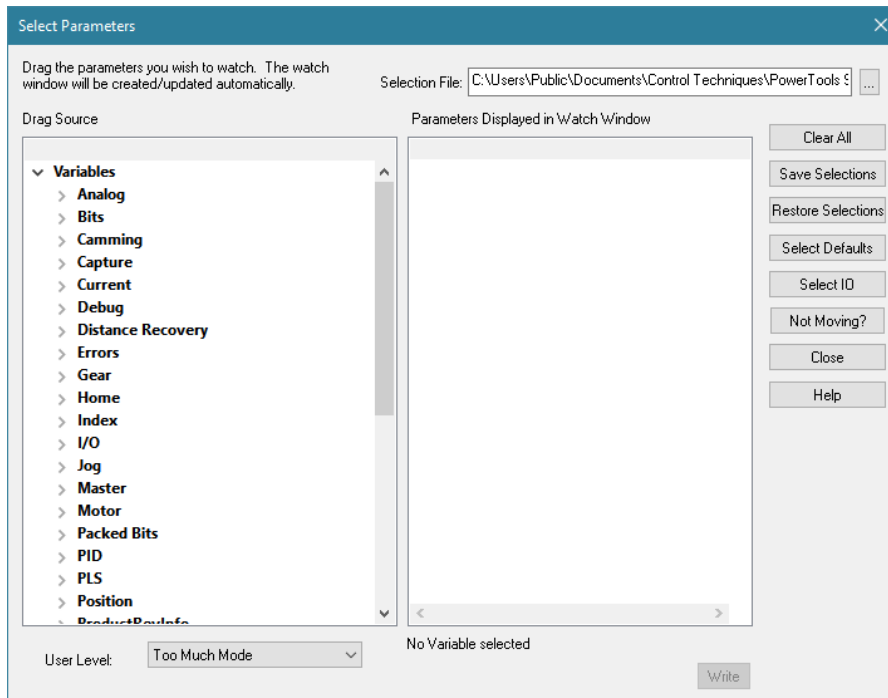 Select Parameters
Drag the parameters you wish to watch. The watch
window will be created/updated automatically.
Selection File:
C:\Users\Public\Documents\Control Techniques\PowerTools S
...
Drag Source
Parameters Displayed in Watch Window
Variables
Analog
Bits
Camming
Capture
Current
Debug
Distance Recovery
Errors
Gear
Home
Index
I/O
Jog
Master
Motor
Packed Bits
PID
PLS
Position
ProductRevInfo
Clear All
Save Selections
Restore Selections
Select Defaults
Select IO
Not Moving?
Close
Help
User Level:
Too Much Mode
No Variable selected
Write